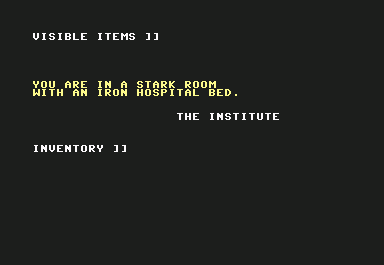 VISIBLE ITEMS ]]
YOU ARE IN A STARK ROOM
WITH AN IRON HOSPITAL BED.
THE INSTITUTE
INVENTORY ]]